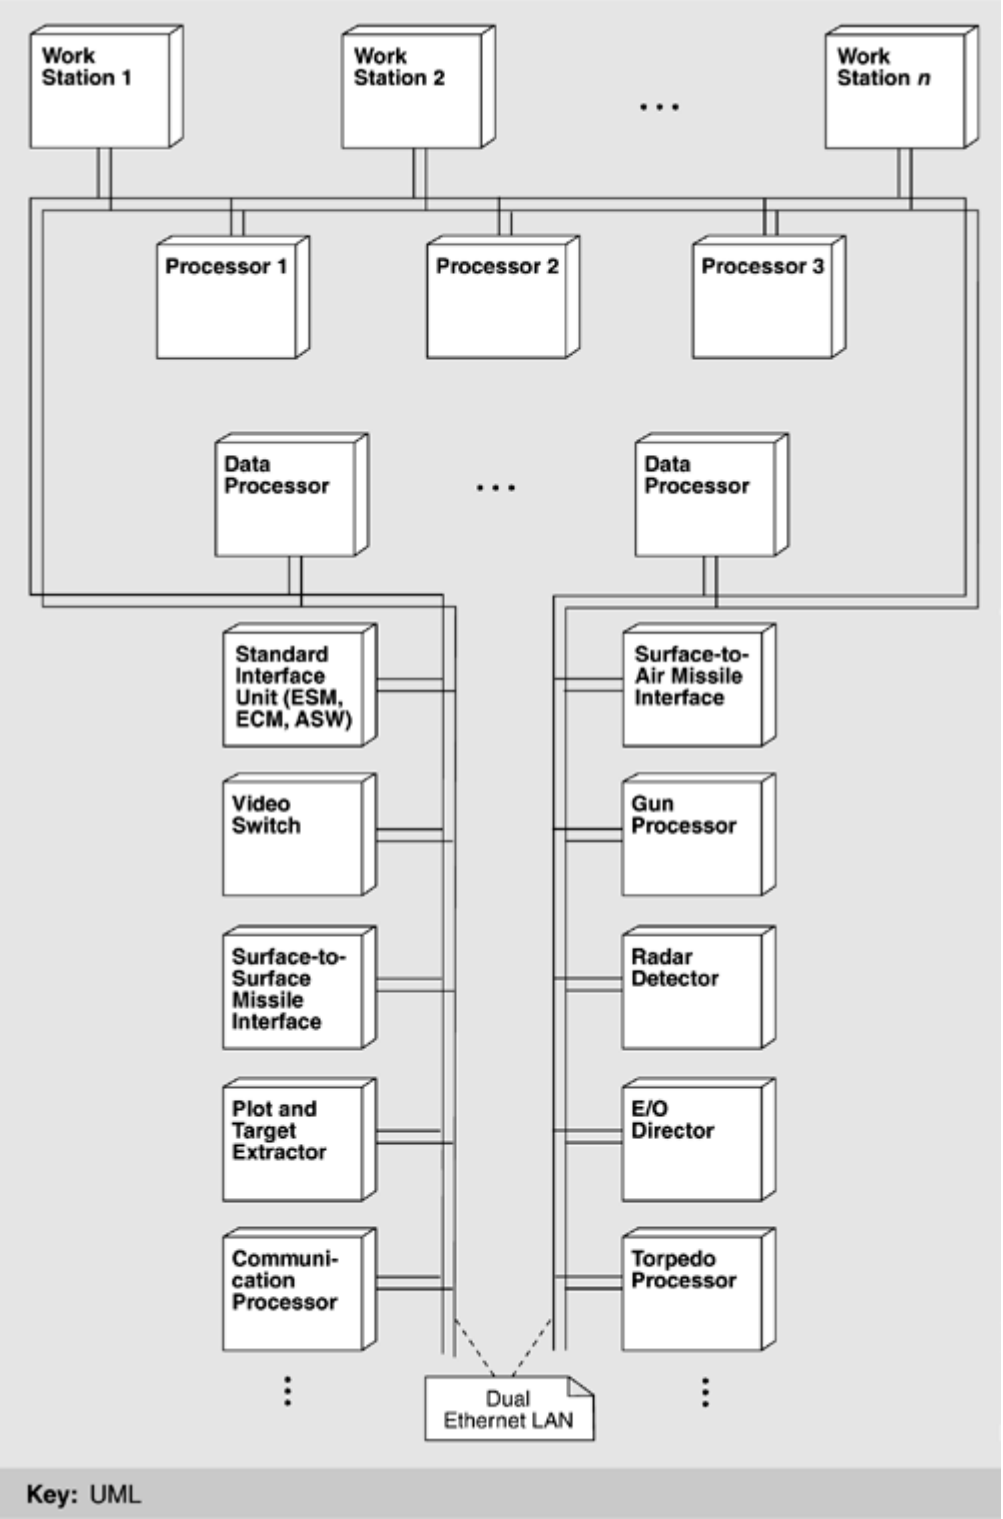 Work
Station 1
Work
Station 2
...
Work
Station n
Processor 1
Processor 2
Processor 3
Data
Processor
...
Data
Processor
Standard
Interface
Unit (ESM,
ECM, ASW)
Surface-to-
Air Missile
Interface
Video
Switch
Gun
Processor
Surface-to-
Surface
Missile
Interface
Radar
Detector
Plot and
Target
Extractor
E/O
Director
Communi-
cation
Processor
Torpedo
Processor
Dual
Ethernet LAN
Key: UML